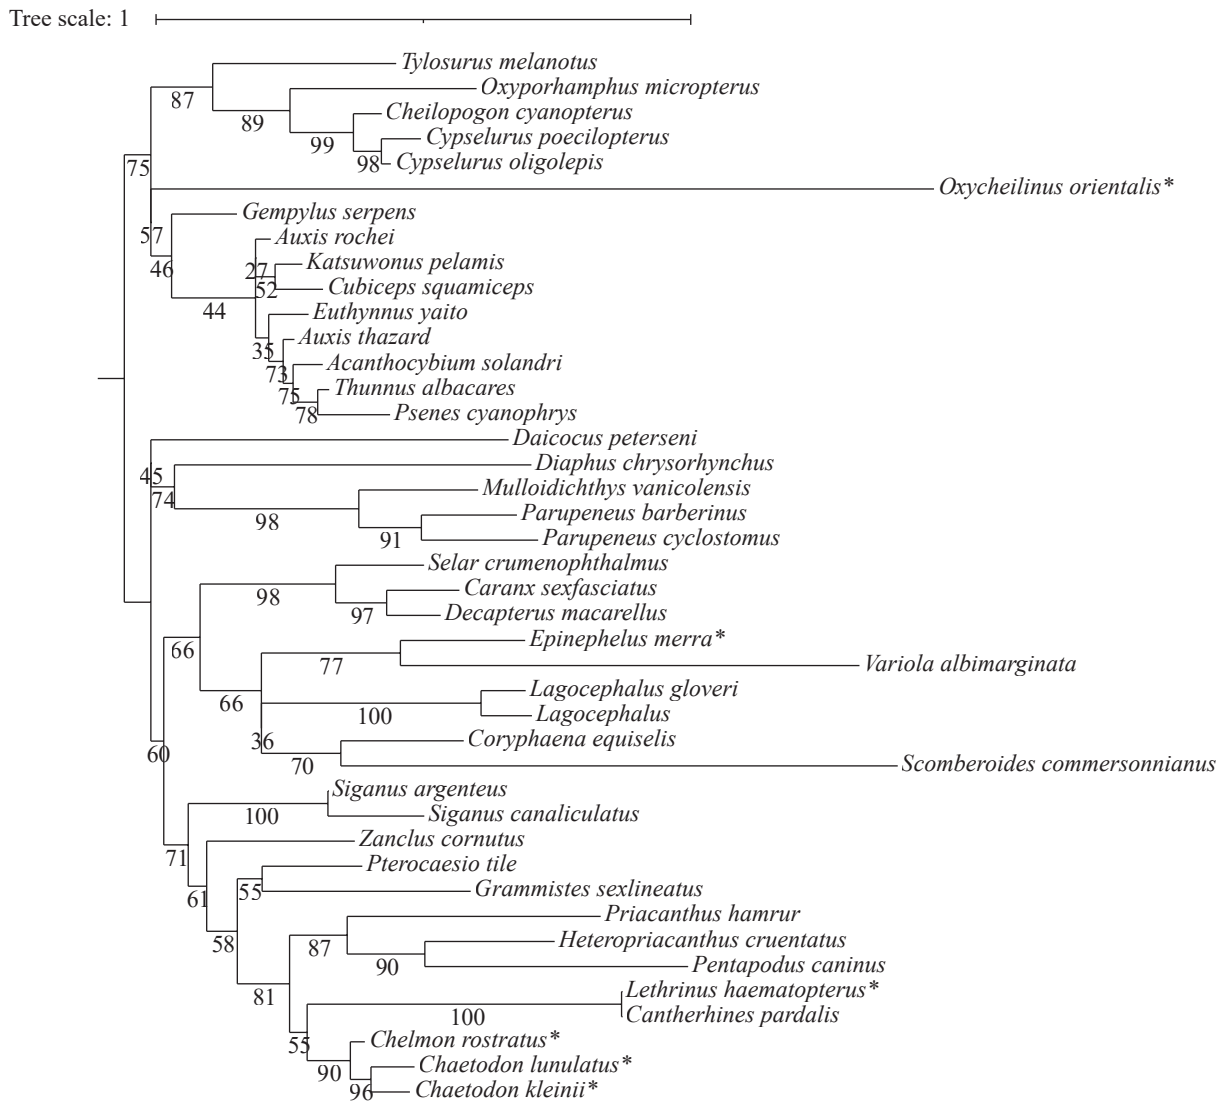 Tree scale: 1
Tylosurus melanotus
87
Oxyporhamphus micropterus
89
Cheilopogon cyanopterus
99
Cypselurus poecilopterus
98
Cypselurus oligolepis
75
Oxycheilinus orientalis*
57
Gempylus serpens
46
Auxis rochei
27
Katsuwonus pelamis
52
Cubiceps squamiceps
44
Euthynnus yaito
35
Auxis thazard
73
Acanthocybium solandri
75
Thunnus albacares
78
Psenes cyanophrys
Daicocus peterseni
45
Diaphus chrysorhynchus
74
Mulloidichthys vanicolensis
98
Parupeneus barberinus
91
Parupeneus cyclostomus
Selar crumenophthalmus
98
Caranx sexfasciatus
97
Decapterus macarellus
Epinephelus merra*
66
77
Variola albimarginata
66
Lagocephalus gloveri
100
Lagocephalus
36
Coryphaena equiselis
60
70
Scomberoides commersonnianus
Siganus argenteus
100
Siganus canaliculatus
Zanclus cornutus
71
Pterocaesio tile
61
55
Grammistes sexlineatus
Priacanthus hamrur
58
87
Heteropriacanthus cruentatus
90
Pentapodus caninus
81
Lethrinus haematopterus*
100
Cantherhines pardalis
55
Chelmon rostratus*
90
Chaetodon lunulatus*
96
Chaetodon kleinii*